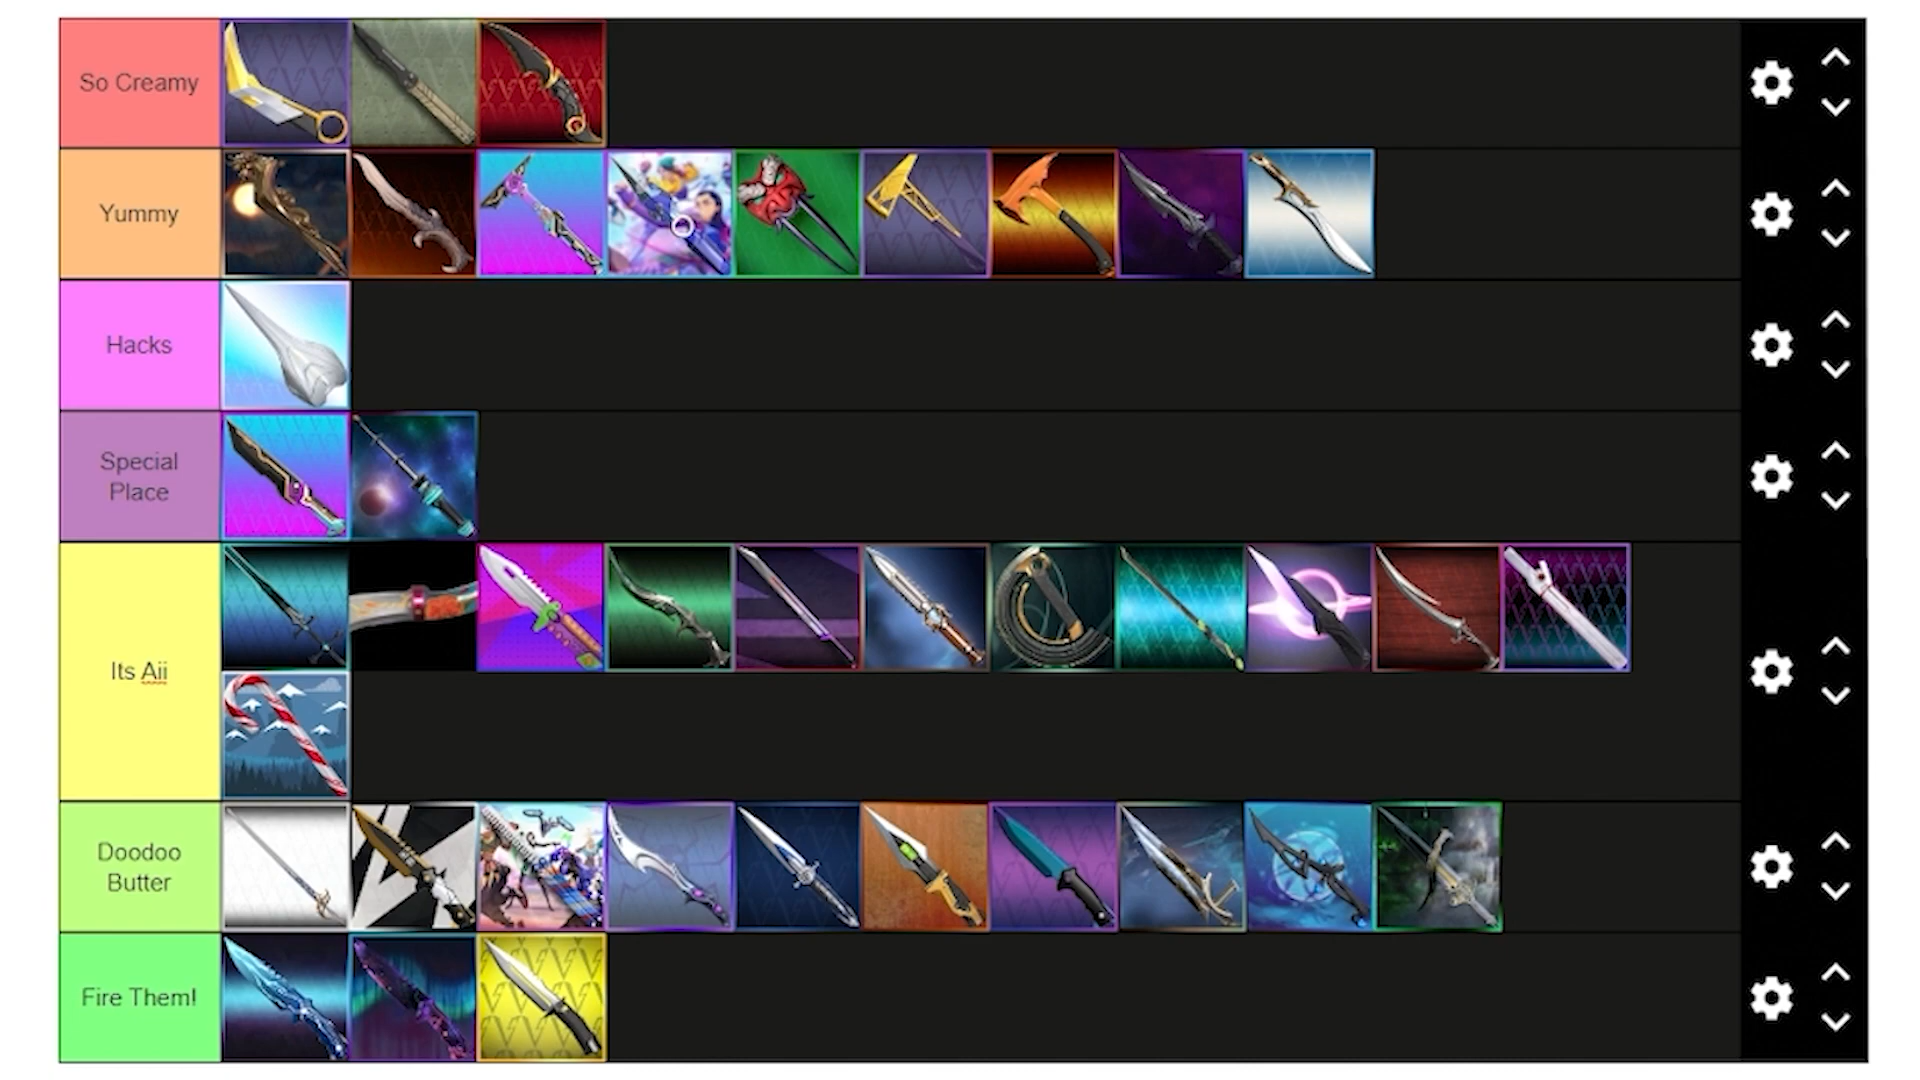 So Creamy
Yummy
Hacks
Special
Place
Its Aii
Doodoo
Butter
Fire Them!